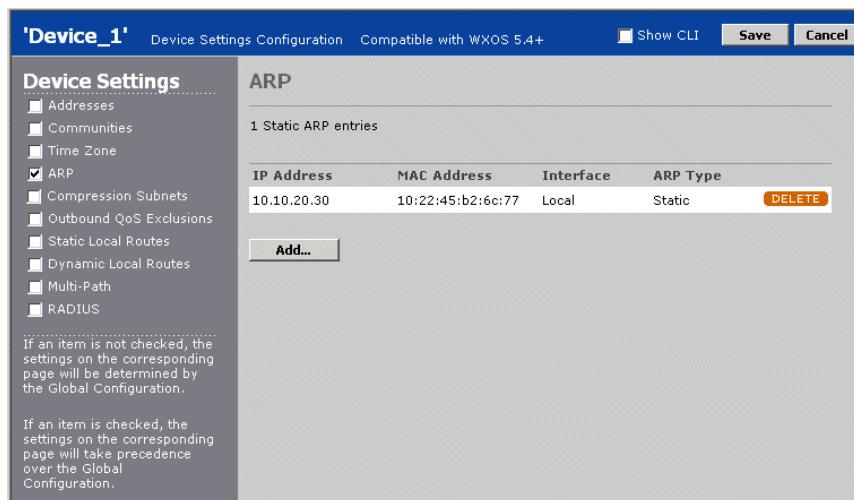 'Device_1' Device Settings Configuration Compatible with WXOS 5.4+ Show CLI Save Cancel
Device Settings
Addresses
Communities
Time Zone
ARP
Compression Subnets
Outbound QoS Exclusions
Static Local Routes
Dynamic Local Routes
Multi-Path
RADIUS
If an item is not checked, the
settings on the corresponding
page will be determined by
the Global Configuration.
If an item is checked, the
settings on the corresponding
page will take precedence
over the Global
Configuration.
ARP
1 Static ARP entries
IP Address MAC Address Interface ARP Type
10.10.20.30 10:22:45:b2:6c:77 Local Static DELETE
Add...